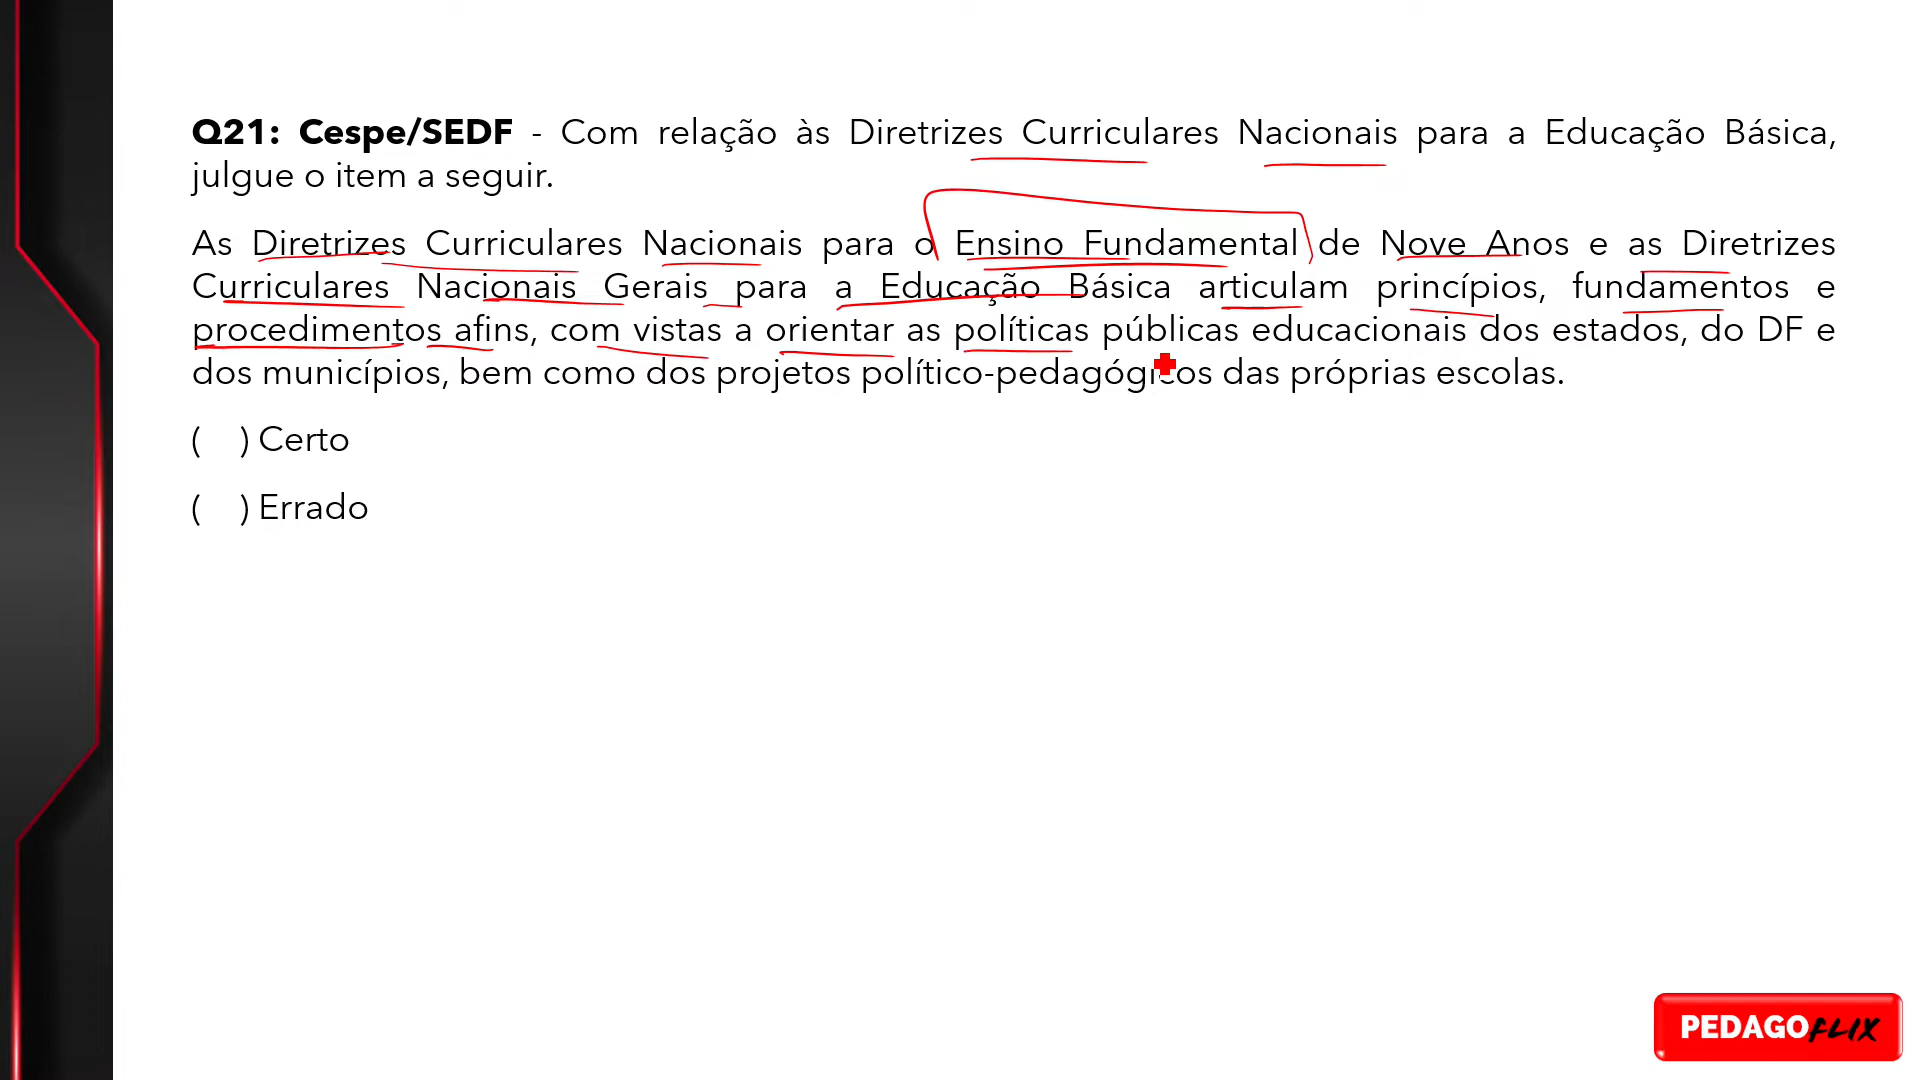 Q21: Cespe/SEDF - Com relação às Diretrizes Curriculares Nacionais para a Educação Básica,
julgue o item a seguir.
As Diretrizes Curriculares Nacionais para o Ensino Fundamental de Nove Anos e as Diretrizes
Curriculares Nacionais Gerais para a Educação Básica articulam princípios, fundamentos e
procedimentos afins, com vistas a orientar as políticas públicas educacionais dos estados, do DF e
dos municípios, bem como dos projetos político-pedagógicos das próprias escolas.
( ) Certo
( ) Errado
PEDAGOFLIX